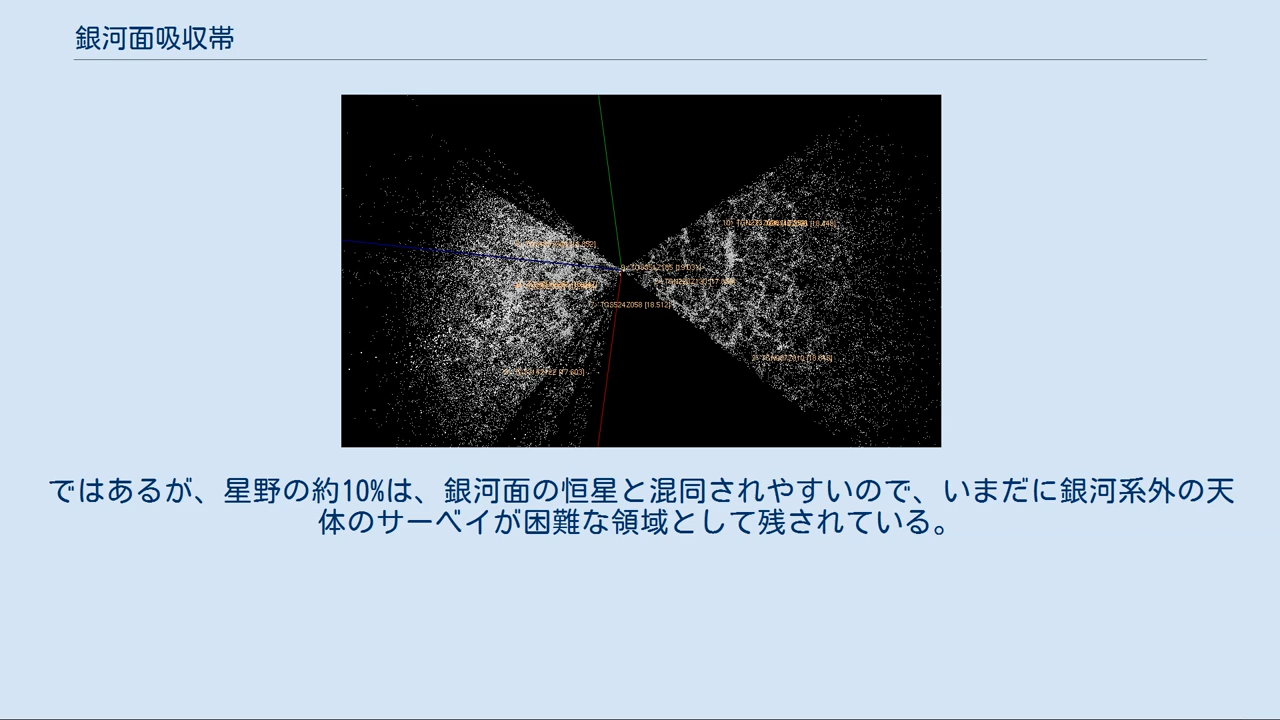 銀河面吸収帯
TGS524Z058 [18.512]
ではあるが、星野の約10%は、銀河面の恒星と混同されやすいので、いまだに銀河系外の天
体のサーベイが困難な領域として残されている。